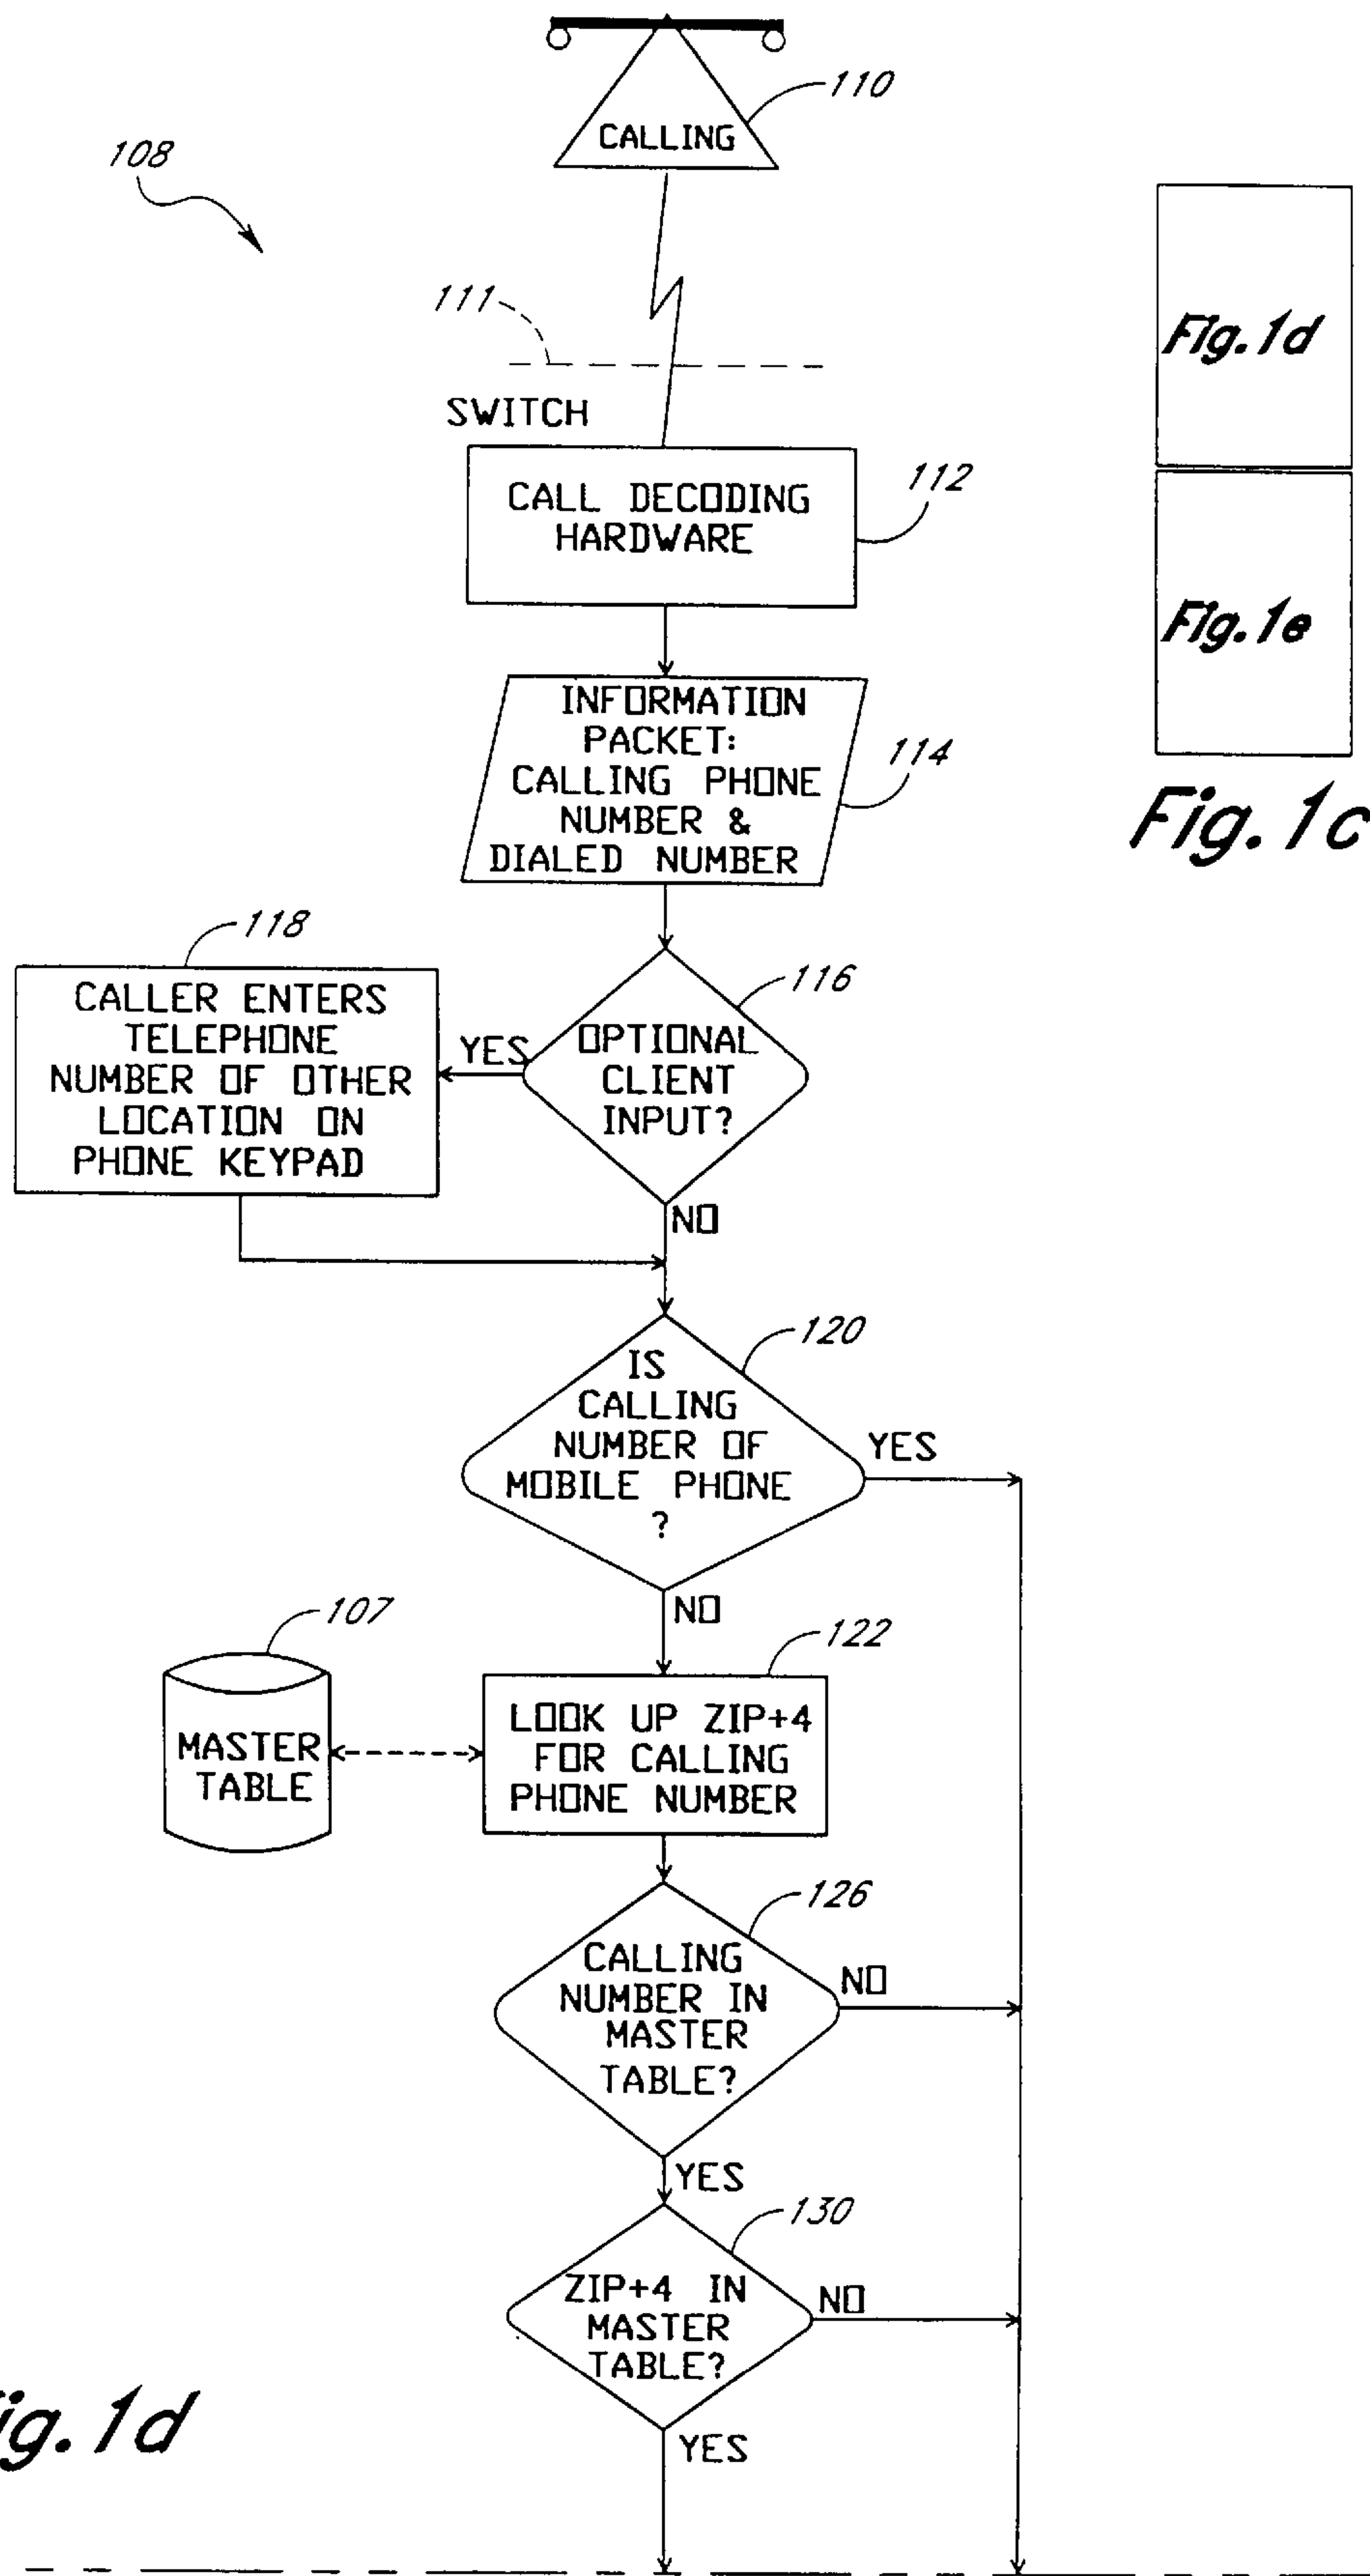 110
CALLING
108
111
SWITCH
CALL DECODING
HARDWARE
112
INFORMATION
PACKET:
CALLING PHONE
NUMBER &
DIALED NUMBER
114
118
CALLER ENTERS
TELEPHONE
NUMBER OF OTHER
LOCATION ON
PHONE KEYPAD
YES
116
OPTIONAL
CLIENT
INPUT?
NO
120
IS
CALLING
NUMBER OF
MOBILE PHONE
?
YES
NO
107
MASTER
TABLE
122
LOOK UP ZIP+4
FOR CALLING
PHONE NUMBER
126
CALLING
NUMBER IN
MASTER
TABLE?
NO
YES
130
ZIP+4 IN
MASTER
TABLE?
NO
YES
Fig. 1d
Fig. 1e
Fig. 1c
ig. 1d